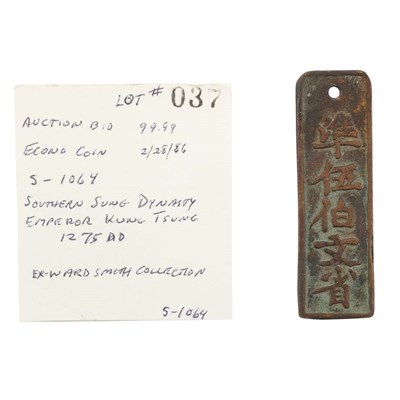 LOT # 037
AUCTION BID 99.99
ECONO COIN 2/28/86
S-1064
SOUTHERN SUNG DYNASTY
EMPEROR KUNG TSUNG
1275 AD
EX-WARD SMITH COLLECTION
S-1064
準伍伯文省